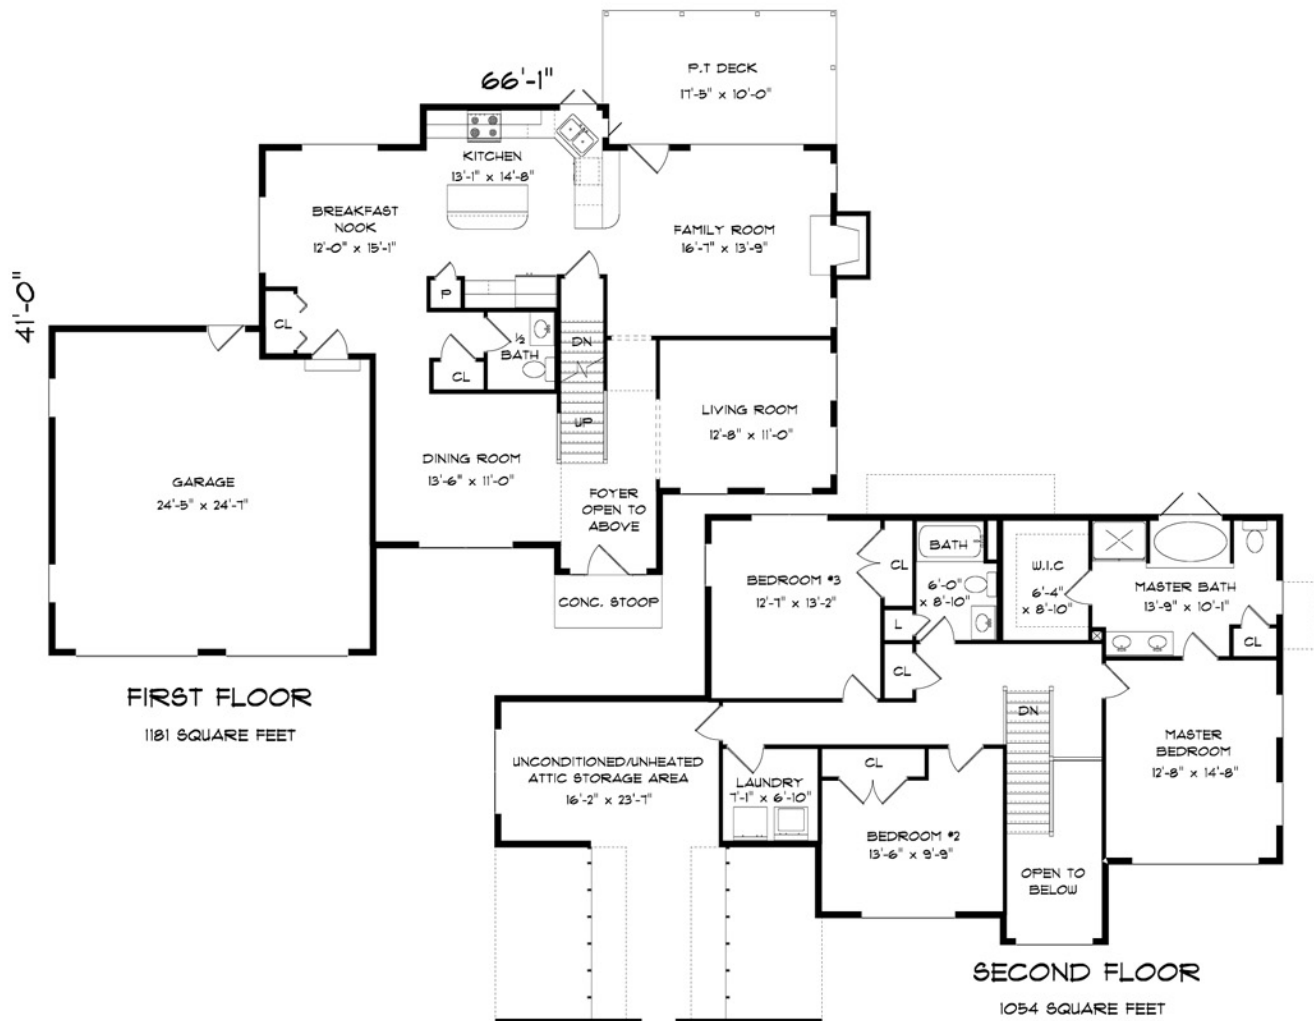 66'-1"
41'-0"
P.T DECK
17'-5" x 10'-0"
KITCHEN
13'-1" x 14'-8"
BREAKFAST
NOOK
12'-0" x 15'-1"
FAMILY ROOM
16'-7" x 13'-9"
P
CL
DN
½
BATH
CL
UP
LIVING ROOM
12'-8" x 11'-0"
DINING ROOM
13'-6" x 11'-0"
GARAGE
24'-5" x 24'-7"
FOYER
OPEN TO
ABOVE
CONC. STOOP
FIRST FLOOR
1181 SQUARE FEET
BEDROOM #3
12'-7" x 13'-2"
CL
BATH
6'-0"
x 8'-10"
W.I.C
6'-4"
x 8'-10"
MASTER BATH
13'-9" x 10'-1"
L
CL
CL
DN
MASTER
BEDROOM
12'-8" x 14'-8"
UNCONDITIONED/UNHEATED
ATTIC STORAGE AREA
16'-2" x 23'-7"
LAUNDRY
7'-1" x 6'-10"
CL
BEDROOM #2
13'-6" x 9'-9"
OPEN TO
BELOW
SECOND FLOOR
1054 SQUARE FEET